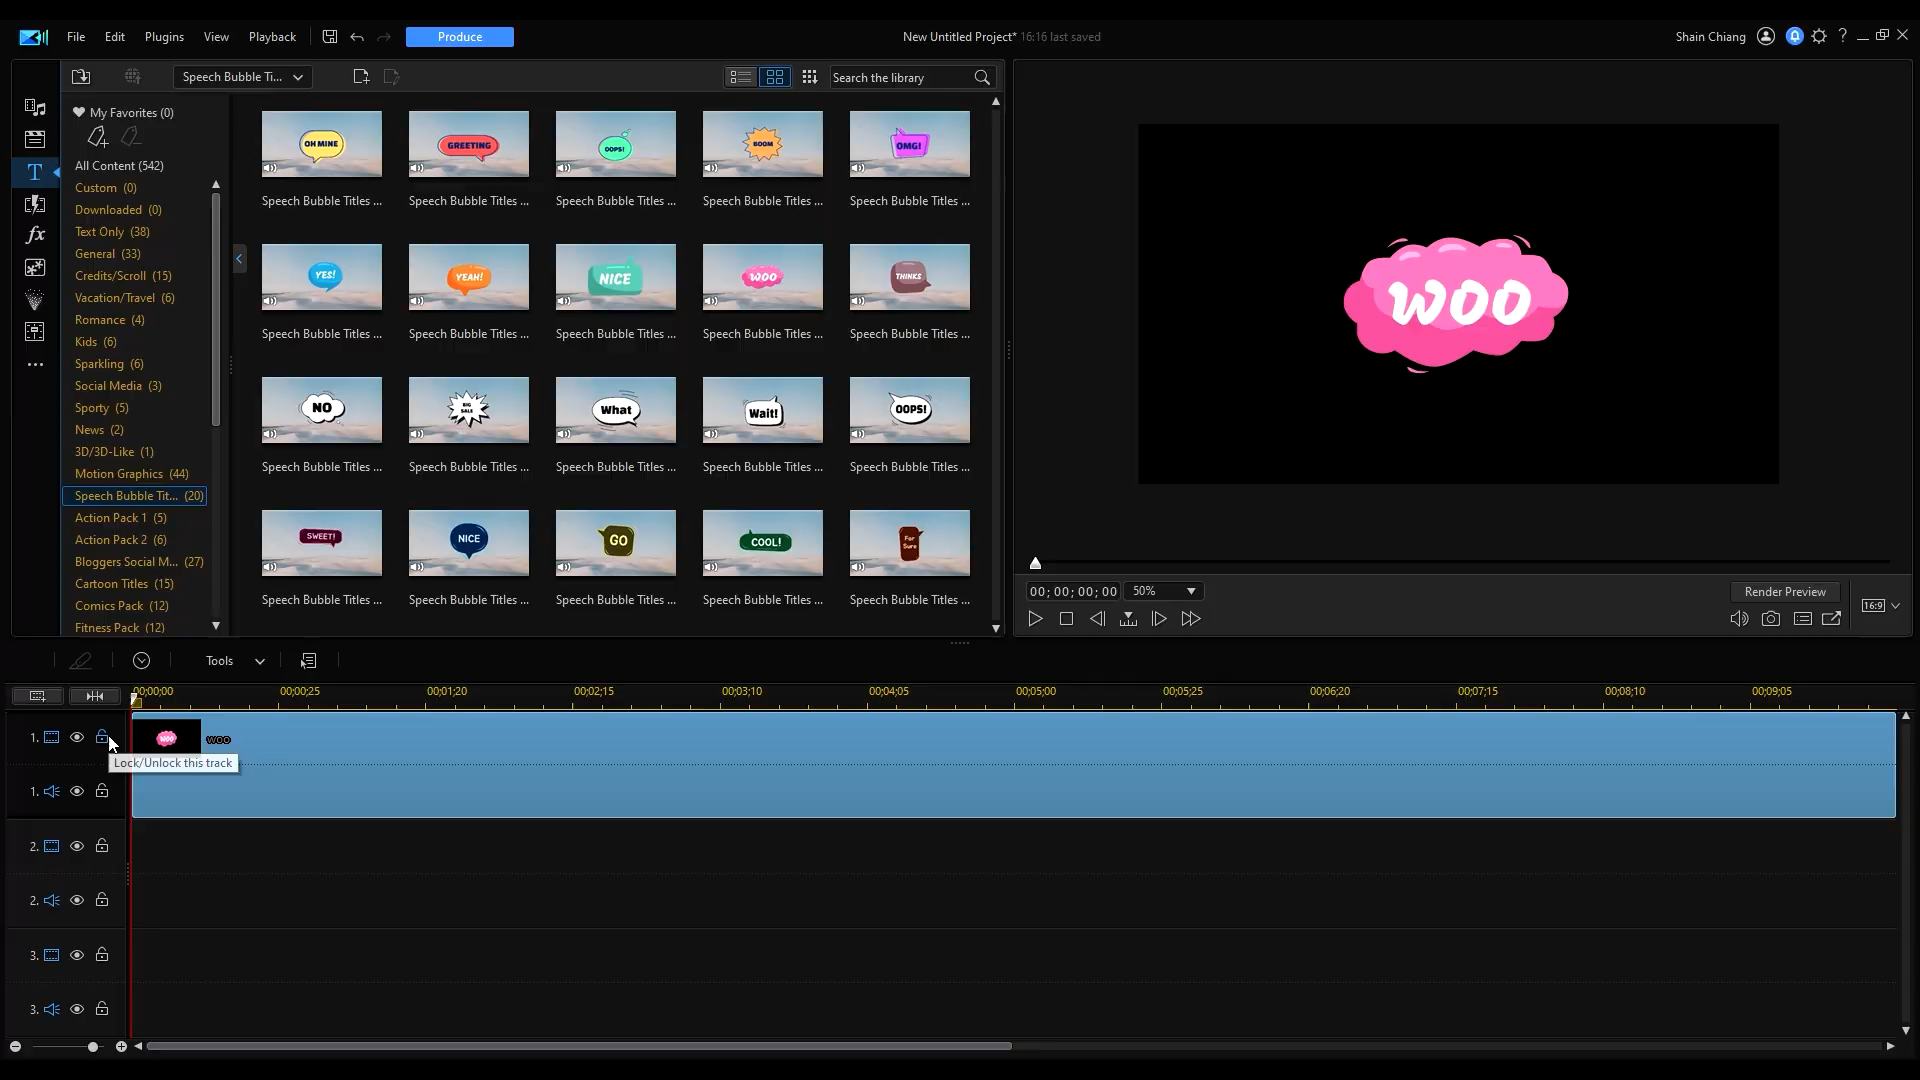 File Edit Plugins View Playback Produce New Untitled Project* 16:16 last saved Shain Chiang ?
Speech Bubble Ti... Search the library
My Favorites (0)
All Content (542)
Custom (0)
Downloaded (0)
Text Only (38)
General (33)
Credits/Scroll (15)
Vacation/Travel (6)
Romance (4)
Kids (6)
Sparkling (6)
Social Media (3)
Sporty (5)
News (2)
3D/3D-Like (1)
Motion Graphics (44)
Speech Bubble Tit... (20)
Action Pack 1 (5)
Action Pack 2 (6)
Bloggers Social M... (27)
Cartoon Titles (15)
Comics Pack (12)
Fitness Pack (12)
OH MINE GREETING OOPS! BOOM OMG!
Speech Bubble Titles ... Speech Bubble Titles ... Speech Bubble Titles ... Speech Bubble Titles ... Speech Bubble Titles ...
YES! YEAH! NICE WOO THINKS
Speech Bubble Titles ... Speech Bubble Titles ... Speech Bubble Titles ... Speech Bubble Titles ... Speech Bubble Titles ...
NO BIG SALE What Wait! OOPS!
Speech Bubble Titles ... Speech Bubble Titles ... Speech Bubble Titles ... Speech Bubble Titles ... Speech Bubble Titles ...
SWEET! NICE GO COOL! For Sure
Speech Bubble Titles ... Speech Bubble Titles ... Speech Bubble Titles ... Speech Bubble Titles ... Speech Bubble Titles ...
WOO
00; 00; 00; 00 50% Render Preview 16:9
Tools
00;00;00 00;00;25 00;01;20 00;02;15 00;03;10 00;04;05 00;05;00 00;05;25 00;06;20 00;07;15 00;08;10 00;09;05
1. WOO woo
Lock/Unlock this track
1.
2.
2.
3.
3.